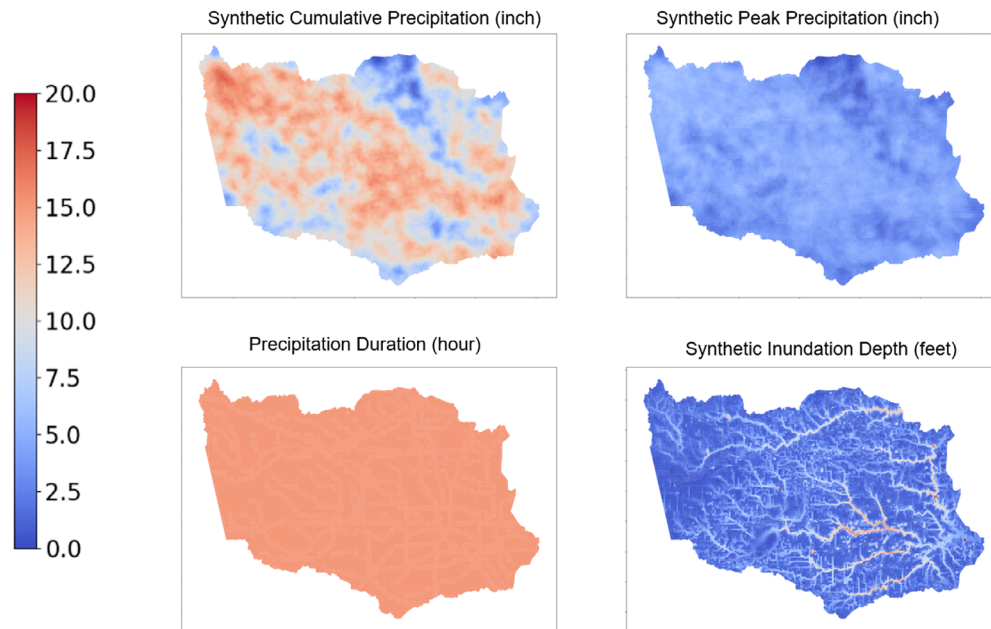 Synthetic Cumulative Precipitation (inch)
Synthetic Peak Precipitation (inch)
20.0
17.5
15.0
12.5
10.0
7.5
5.0
2.5
0.0
Precipitation Duration (hour)
Synthetic Inundation Depth (feet)